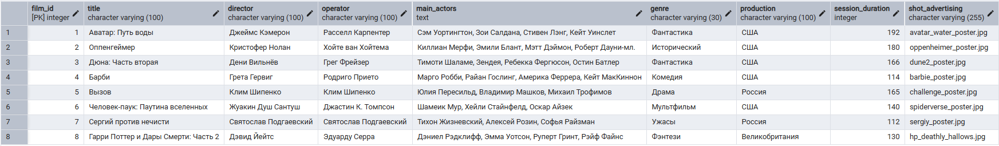 film_id title director operator main_actors genre production session_duration shot_advertising
[PK] integer character varying (100) character varying (100) character varying (100) text character varying (30) character varying (100) integer character varying (255)
1 1 Аватар: Путь воды Джеймс Кэмерон Расселл Карпентер Сэм Уортингтон, Зои Салдана, Стивен Лэнг, Кейт Уинслет Фантастика США 192 avatar_water_poster.jpg
2 2 Оппенгеймер Кристофер Нолан Хойте ван Хойтема Киллиан Мерфи, Эмили Блант, Мэтт Дэймон, Роберт Дауни-мл. Исторический США 180 oppenheimer_poster.jpg
3 3 Дюна: Часть вторая Дени Вильнёв Грег Фрейзер Тимоти Шаламе, Зендея, Ребекка Фергюсон, Остин Батлер Фантастика США 166 dune2_poster.jpg
4 4 Барби Грета Гервиг Родриго Прието Марго Робби, Райан Гослинг, Америка Феррера, Кейт МакКиннон Комедия США 114 barbie_poster.jpg
5 5 Вызов Клим Шипенко Клим Шипенко Юлия Пересильд, Владимир Машков, Михаил Трофимов Драма Россия 165 challenge_poster.jpg
6 6 Человек-паук: Паутина вселенных Жуакин Душ Сантуш Джастин К. Томпсон Шамеик Мур, Хейли Стайнфелд, Оскар Айзек Мультфильм США 140 spiderverse_poster.jpg
7 7 Сергий против нечисти Святослав Подгаевский Святослав Подгаевский Тихон Жизневский, Алексей Розин, Софья Райзман Ужасы Россия 112 sergiy_poster.jpg
8 8 Гарри Поттер и Дары Смерти: Часть 2 Дэвид Йейтс Эдуарду Серра Дэниел Рэдклифф, Эмма Уотсон, Руперт Гринт, Рэйф Файнс Фэнтези Великобритания 130 hp_deathly_hallows.jpg